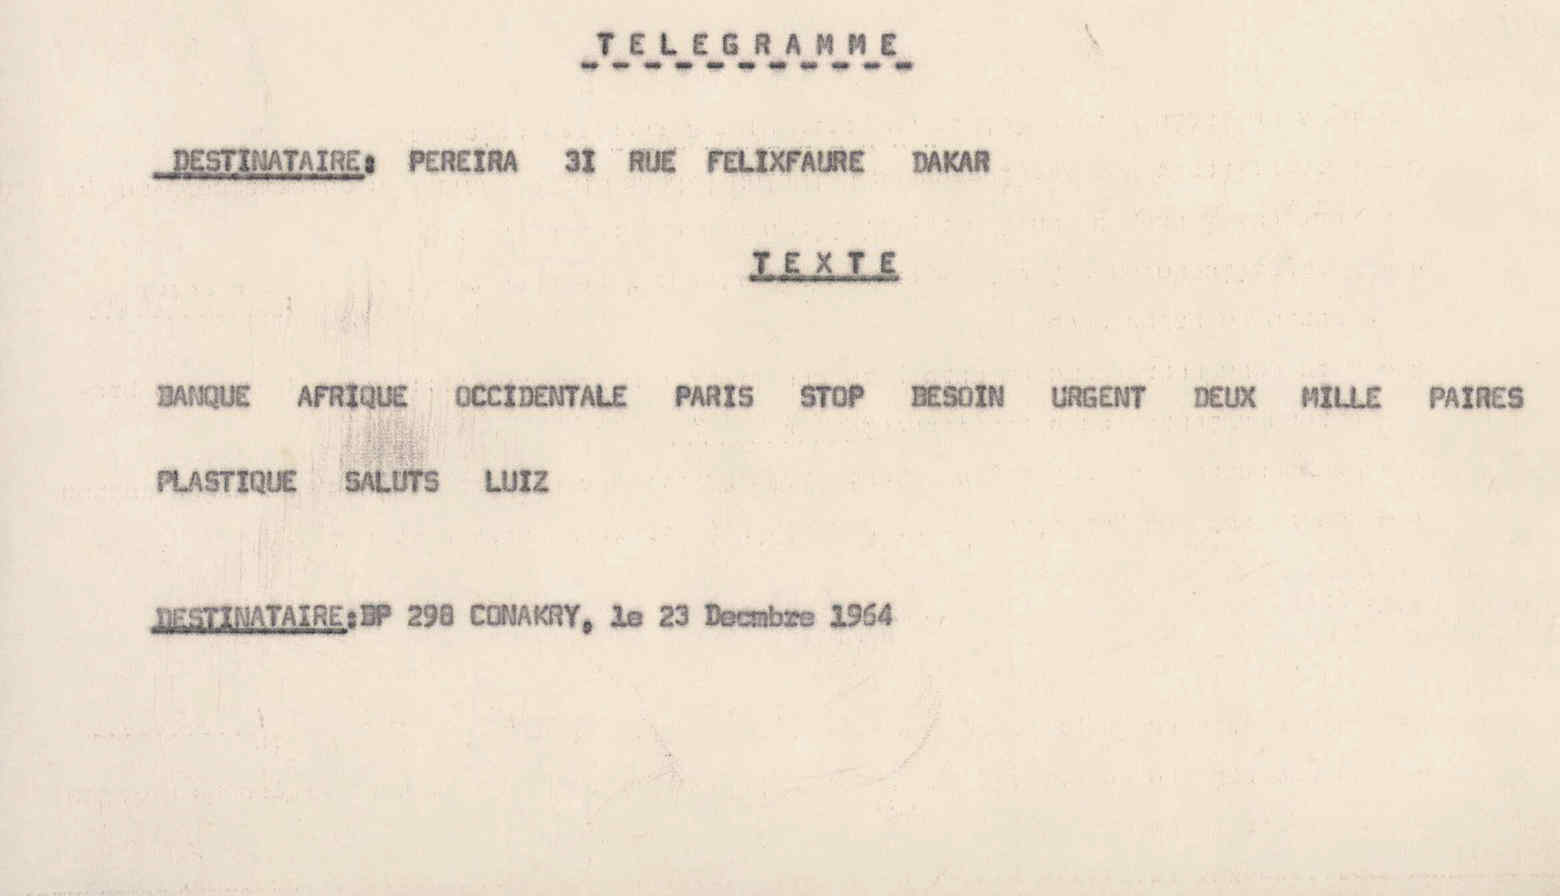 TELEGRAMME
DESTINATAIRE: PEREIRA 3I RUE FELIXFAURE DAKAR
TEXTE
BANQUE AFRIQUE OCCIDENTALE PARIS STOP BESOIN URGENT DEUX MILLE PAIRES
PLASTIQUE SALUTS LUIZ
DESTINATAIRE:BP 298 CONAKRY, le 23 Decmbre 1964